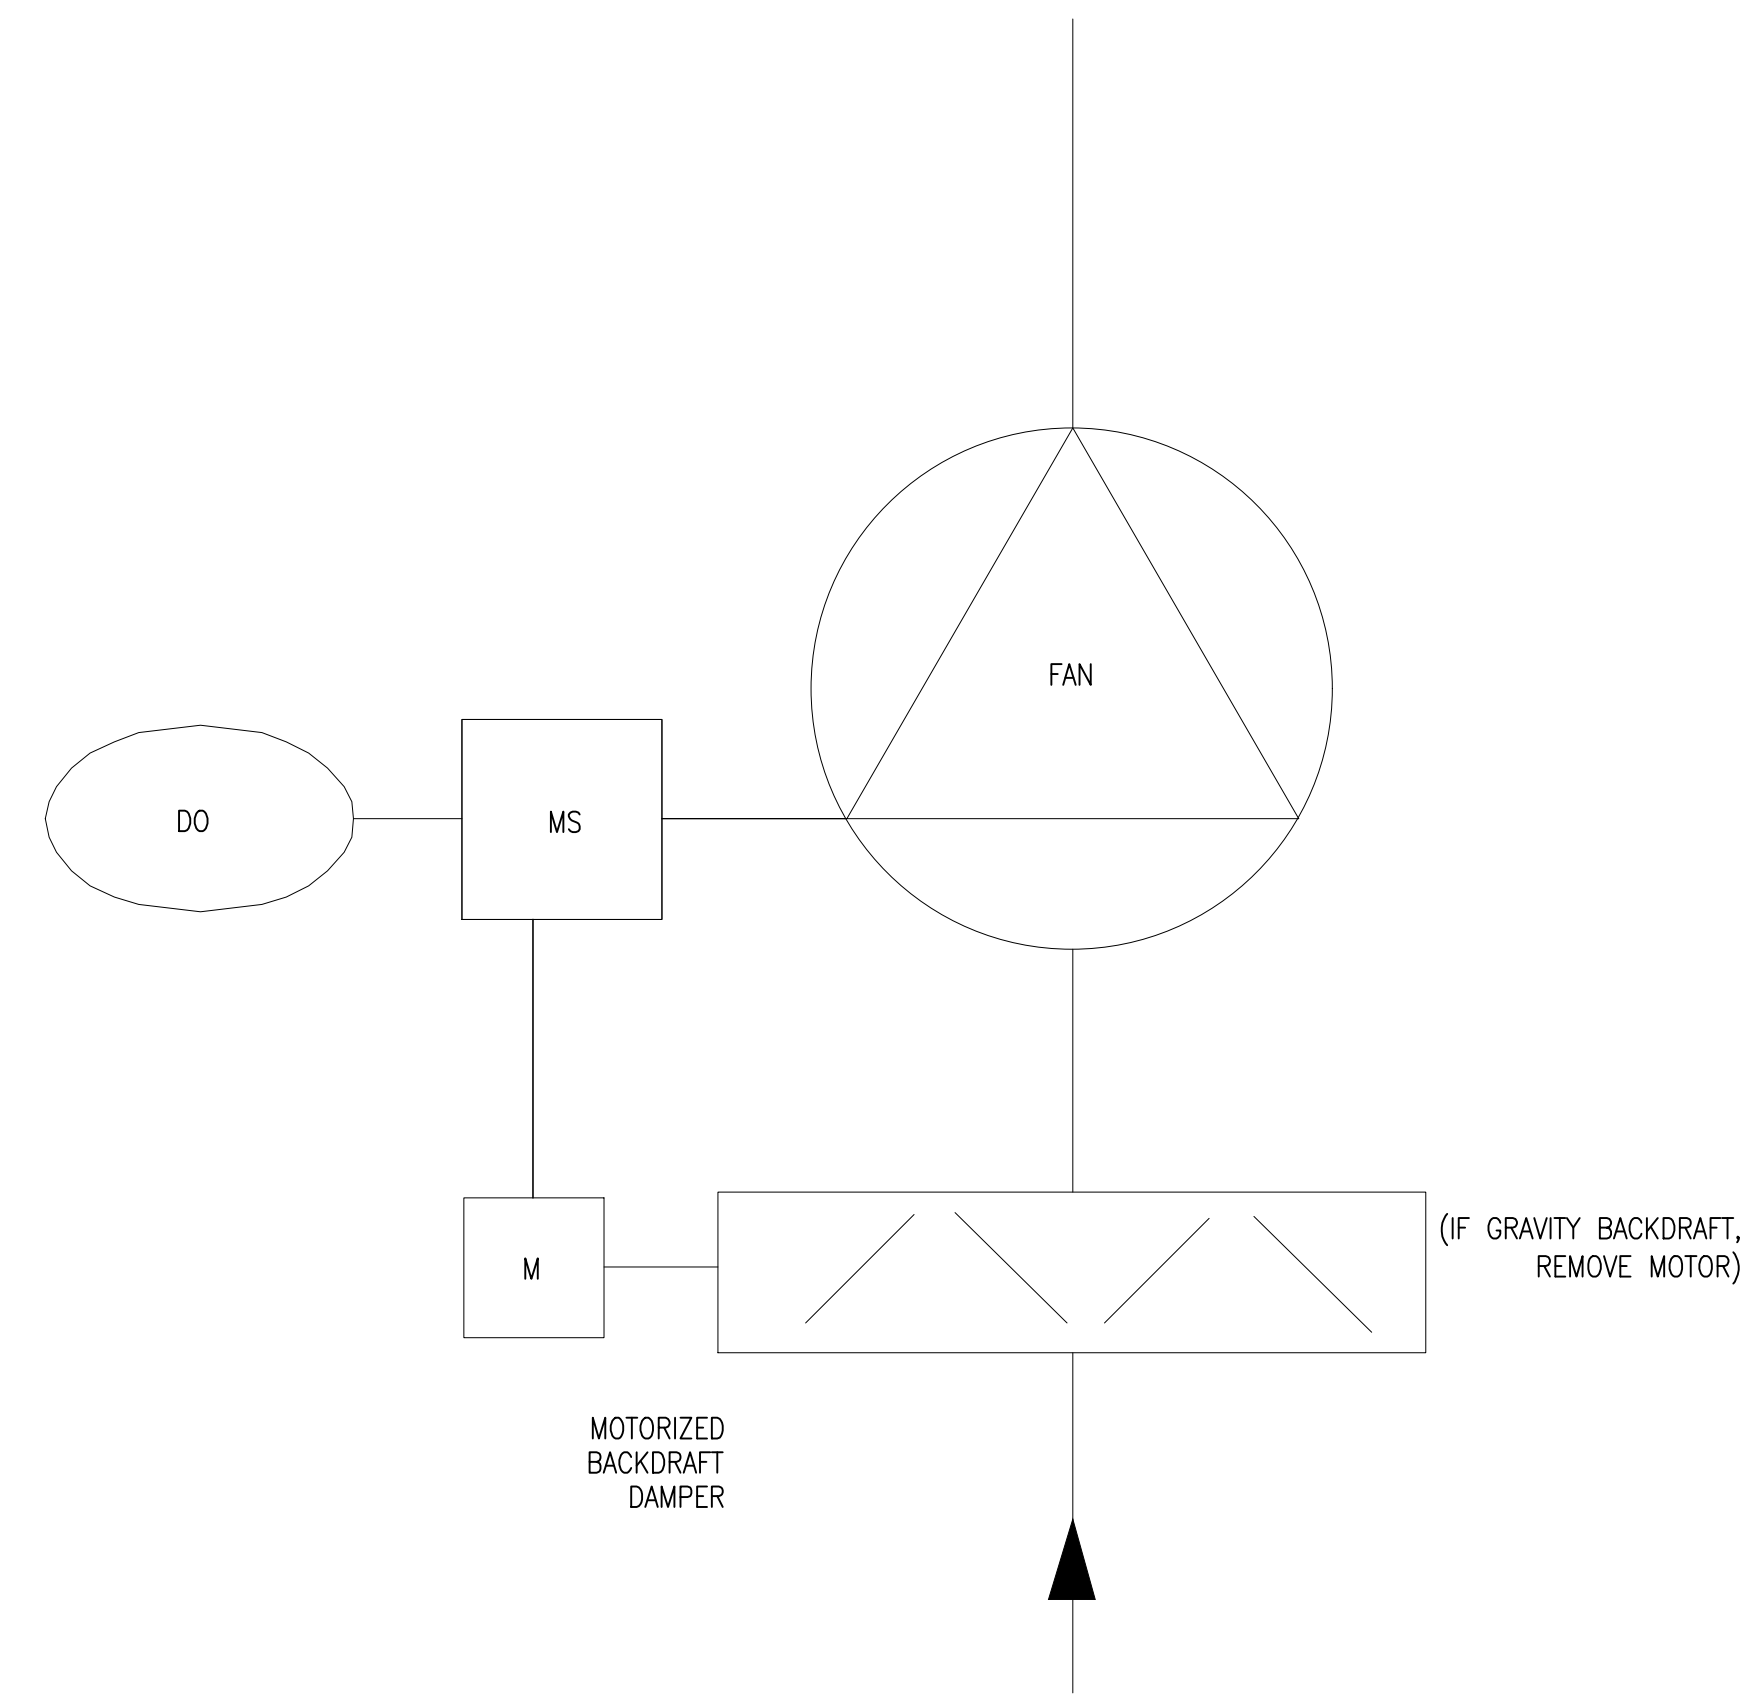 FAN
DO
MS
(IF GRAVITY BACKDRAFT,
REMOVE MOTOR)
M
MOTORIZED
BACKDRAFT
DAMPER